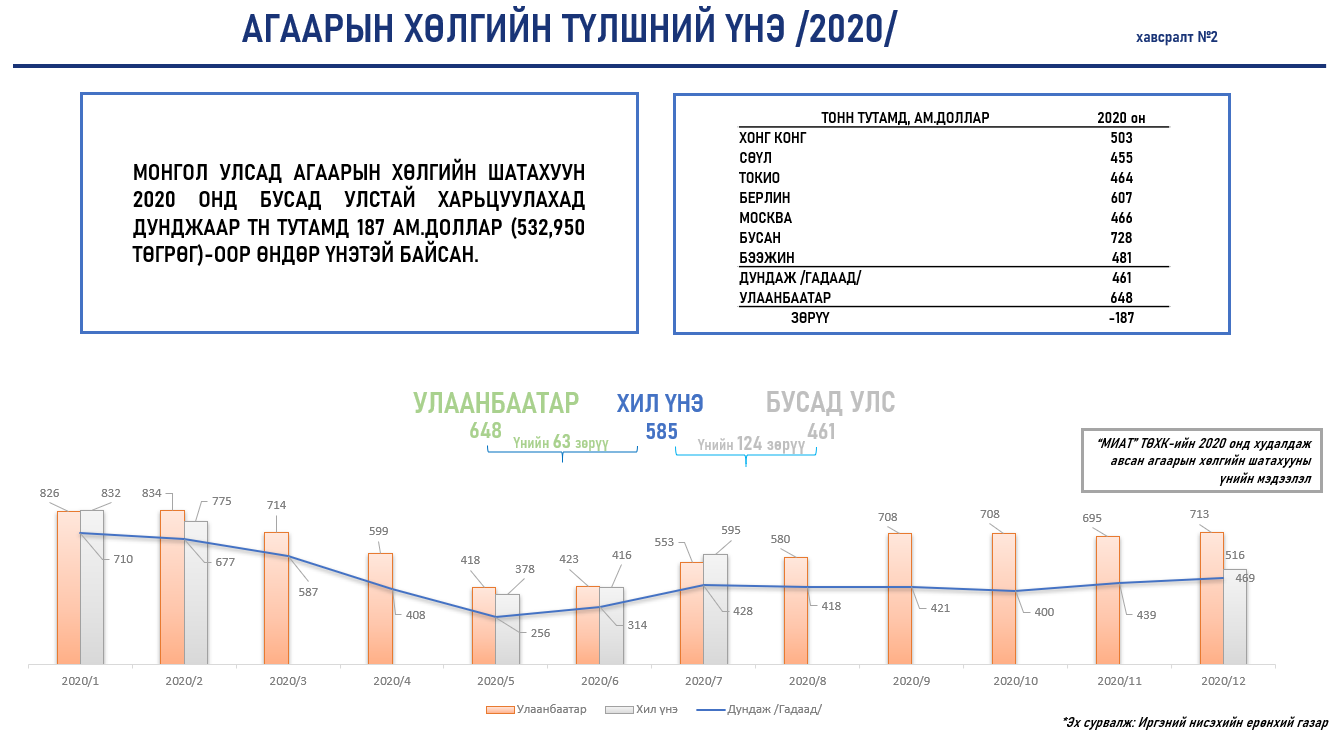 АГААРЫН ХӨЛГИЙН ТҮЛШНИЙ ҮНЭ /2020/
хавсралт №2
МОНГОЛ УЛСАД АГААРЫН ХӨЛГИЙН ШАТАХУУН
2020 ОНД БУСАД УЛСТАЙ ХАРЬЦУУЛАХАД
ДУНДЖААР ТН ТУТАМД 187 АМ.ДОЛЛАР (532,950
ТӨГРӨГ)-ООР ӨНДӨР ҮНЭТЭЙ БАЙСАН.
ТОНН ТУТАМД, АМ.ДОЛЛАР 2020 он
ХОНГ КОНГ 503
СӨҮЛ 455
ТОКИО 464
БЕРЛИН 607
МОСКВА 466
БУСАН 728
БЭЭЖИН 481
ДУНДАЖ /ГАДААД/ 461
УЛААНБААТАР 648
ЗӨРҮҮ -187
УЛААНБААТАР ХИЛ ҮНЭ БУСАД УЛС
648 585 461
Үнийн 63 зөрүү Үнийн 124 зөрүү
“МИАТ” ТӨХК-ийн 2020 онд худалдаж
авсан агаарын хөлгийн шатахууны
үнийн мэдээлэл
826 832 834 775 714 599 418 378 423 416 553 595 580 708 708 695 713 516
710 677 587 408 256 314 428 418 421 400 439 469
2020/1 2020/2 2020/3 2020/4 2020/5 2020/6 2020/7 2020/8 2020/9 2020/10 2020/11 2020/12
Улаанбаатар Хил үнэ Дундаж /Гадаад/
*Эх сурвалж: Иргэний нисэхийн ерөнхий газар